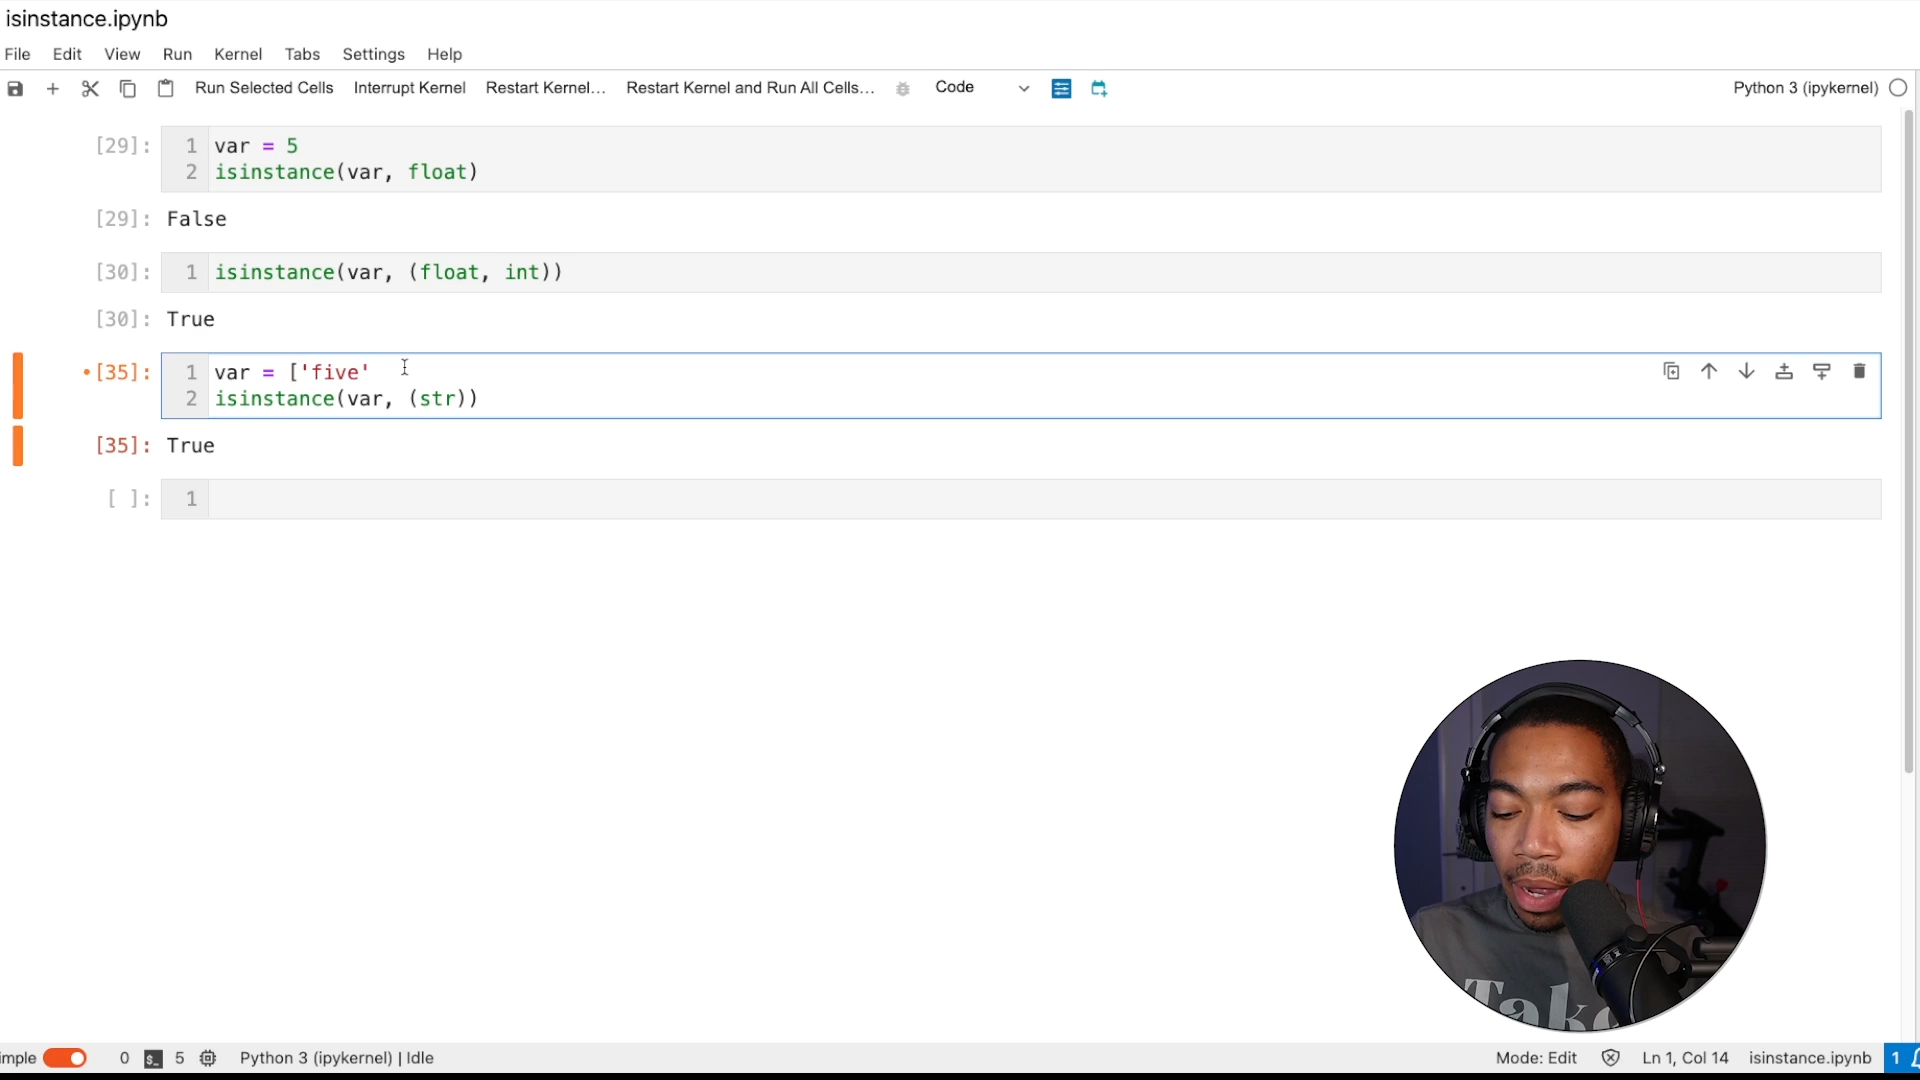 isinstance.ipynb
File Edit View Run Kernel Tabs Settings Help
Run Selected Cells Interrupt Kernel Restart Kernel… Restart Kernel and Run All Cells… Code Python 3 (ipykernel)
[29]: 1 var = 5
2 isinstance(var, float)
[29]: False
[30]: 1 isinstance(var, (float, int))
[30]: True
•[35]: 1 var = ['five'
2 isinstance(var, (str))
[35]: True
[ ]: 1
Take
imple 0 $_ 5 Python 3 (ipykernel) | Idle Mode: Edit Ln 1, Col 14 isinstance.ipynb 1